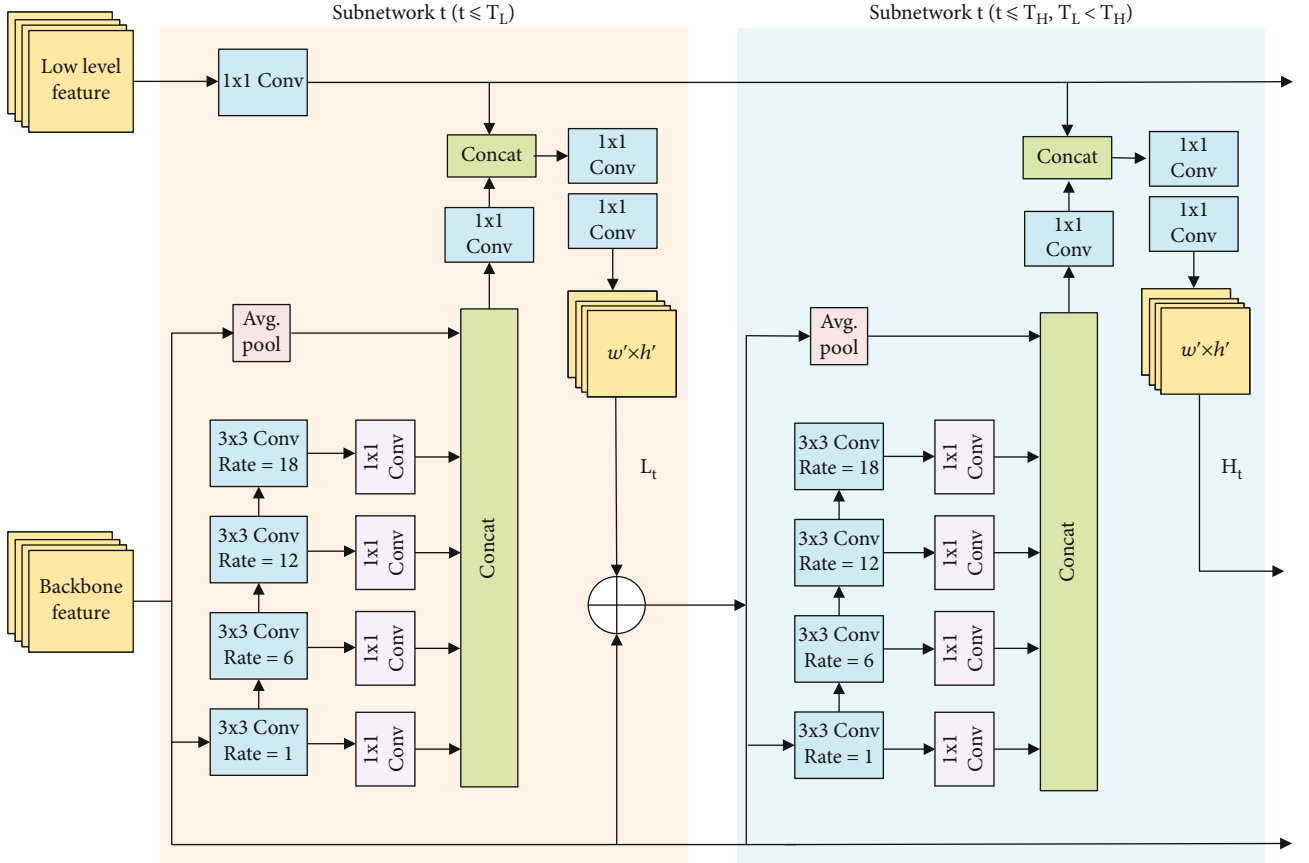 Subnetwork t (t ⩽ T_L)
Subnetwork t (t ⩽ T_H, T_L < T_H)
Low level
feature
1x1 Conv
Concat
1x1
Conv
1x1
Conv
1x1
Conv
Avg.
pool
w'×h'
3x3 Conv
Rate = 18
1x1
Conv
3x3 Conv
Rate = 12
1x1
Conv
3x3 Conv
Rate = 6
1x1
Conv
3x3 Conv
Rate = 1
1x1
Conv
Concat
L_t
Backbone
feature
Concat
1x1
Conv
1x1
Conv
1x1
Conv
Avg.
pool
w'×h'
3x3 Conv
Rate = 18
1x1
Conv
3x3 Conv
Rate = 12
1x1
Conv
3x3 Conv
Rate = 6
1x1
Conv
3x3 Conv
Rate = 1
1x1
Conv
Concat
H_t